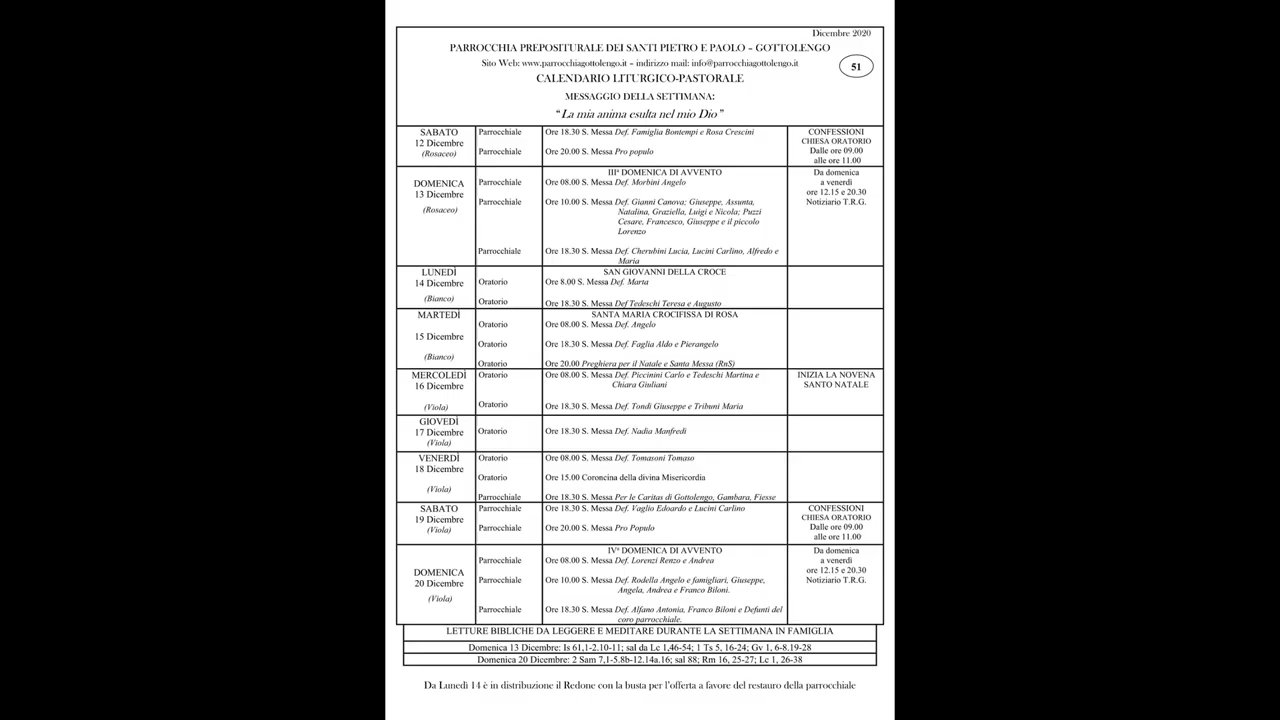 Dicembre 2020
PARROCCHIA PREPOSITURALE DEI SANTI PIETRO E PAOLO – GOTTOLENGO
Sito Web: www.parrocchiagottolengo.it – indirizzo mail: info@parrocchiagottolengo.it
51
CALENDARIO LITURGICO-PASTORALE
MESSAGGIO DELLA SETTIMANA:
“La mia anima esulta nel mio Dio”
SABATO
12 Dicembre
(Rosaceo)
Parrocchiale Ore 18.30 S. Messa Def. Famiglia Bontempi e Rosa Crescini
Parrocchiale Ore 20.00 S. Messa Pro populo
CONFESSIONI
CHIESA ORATORIO
Dalle ore 09.00
alle ore 11.00
DOMENICA
13 Dicembre
(Rosaceo)
IIIª DOMENICA DI AVVENTO
Parrocchiale Ore 08.00 S. Messa Def. Morbini Angelo
Parrocchiale Ore 10.00 S. Messa Def. Gianni Canova; Giuseppe, Assunta,
Natalina, Graziella, Luigi e Nicola; Puzzi
Cesare, Francesco, Giuseppe e il piccolo
Lorenzo
Parrocchiale Ore 18.30 S. Messa Def. Cherubini Lucia, Lucini Carlino, Alfredo e
Maria
Da domenica
a venerdì
ore 12.15 e 20.30
Notiziario T.R.G.
LUNEDÌ
14 Dicembre
(Bianco)
SAN GIOVANNI DELLA CROCE
Oratorio Ore 8.00 S. Messa Def. Marta
Oratorio Ore 18.30 S. Messa Def Tedeschi Teresa e Augusto
MARTEDÌ
15 Dicembre
(Bianco)
SANTA MARIA CROCIFISSA DI ROSA
Oratorio Ore 08.00 S. Messa Def. Angelo
Oratorio Ore 18.30 S. Messa Def. Faglia Aldo e Pierangelo
Oratorio Ore 20.00 Preghiera per il Natale e Santa Messa (RnS)
MERCOLEDÌ
16 Dicembre
(Viola)
Oratorio Ore 08.00 S. Messa Def. Piccinini Carlo e Tedeschi Martina e
Chiara Giuliani
Oratorio Ore 18.30 S. Messa Def. Tondi Giuseppe e Tribuni Maria
INIZIA LA NOVENA
SANTO NATALE
GIOVEDÌ
17 Dicembre
(Viola)
Oratorio Ore 18.30 S. Messa Def. Nadia Manfredi
VENERDÌ
18 Dicembre
(Viola)
Oratorio Ore 08.00 S. Messa Def. Tomasoni Tomaso
Oratorio Ore 15.00 Coroncina della divina Misericordia
Parrocchiale Ore 18.30 S. Messa Per le Caritas di Gottolengo, Gambara, Fiesse
SABATO
19 Dicembre
(Viola)
Parrocchiale Ore 18.30 S. Messa Def. Vaglio Edoardo e Lucini Carlino
Parrocchiale Ore 20.00 S. Messa Pro Populo
CONFESSIONI
CHIESA ORATORIO
Dalle ore 09.00
alle ore 11.00
DOMENICA
20 Dicembre
(Viola)
IVª DOMENICA DI AVVENTO
Parrocchiale Ore 08.00 S. Messa Def. Lorenzi Renzo e Andrea
Parrocchiale Ore 10.00 S. Messa Def. Rodella Angelo e famigliari, Giuseppe,
Angela, Andrea e Franco Biloni.
Parrocchiale Ore 18.30 S. Messa Def. Alfano Antonia, Franco Biloni e Defunti del
coro parrocchiale.
Da domenica
a venerdì
ore 12.15 e 20.30
Notiziario T.R.G.
LETTURE BIBLICHE DA LEGGERE E MEDITARE DURANTE LA SETTIMANA IN FAMIGLIA
Domenica 13 Dicembre: Is 61,1-2.10-11; sal da Lc 1,46-54; 1 Ts 5, 16-24; Gv 1, 6-8.19-28
Domenica 20 Dicembre: 2 Sam 7,1-5.8b-12.14a.16; sal 88; Rm 16, 25-27; Lc 1, 26-38
Da Lunedì 14 è in distribuzione il Redone con la busta per l’offerta a favore del restauro della parrocchiale